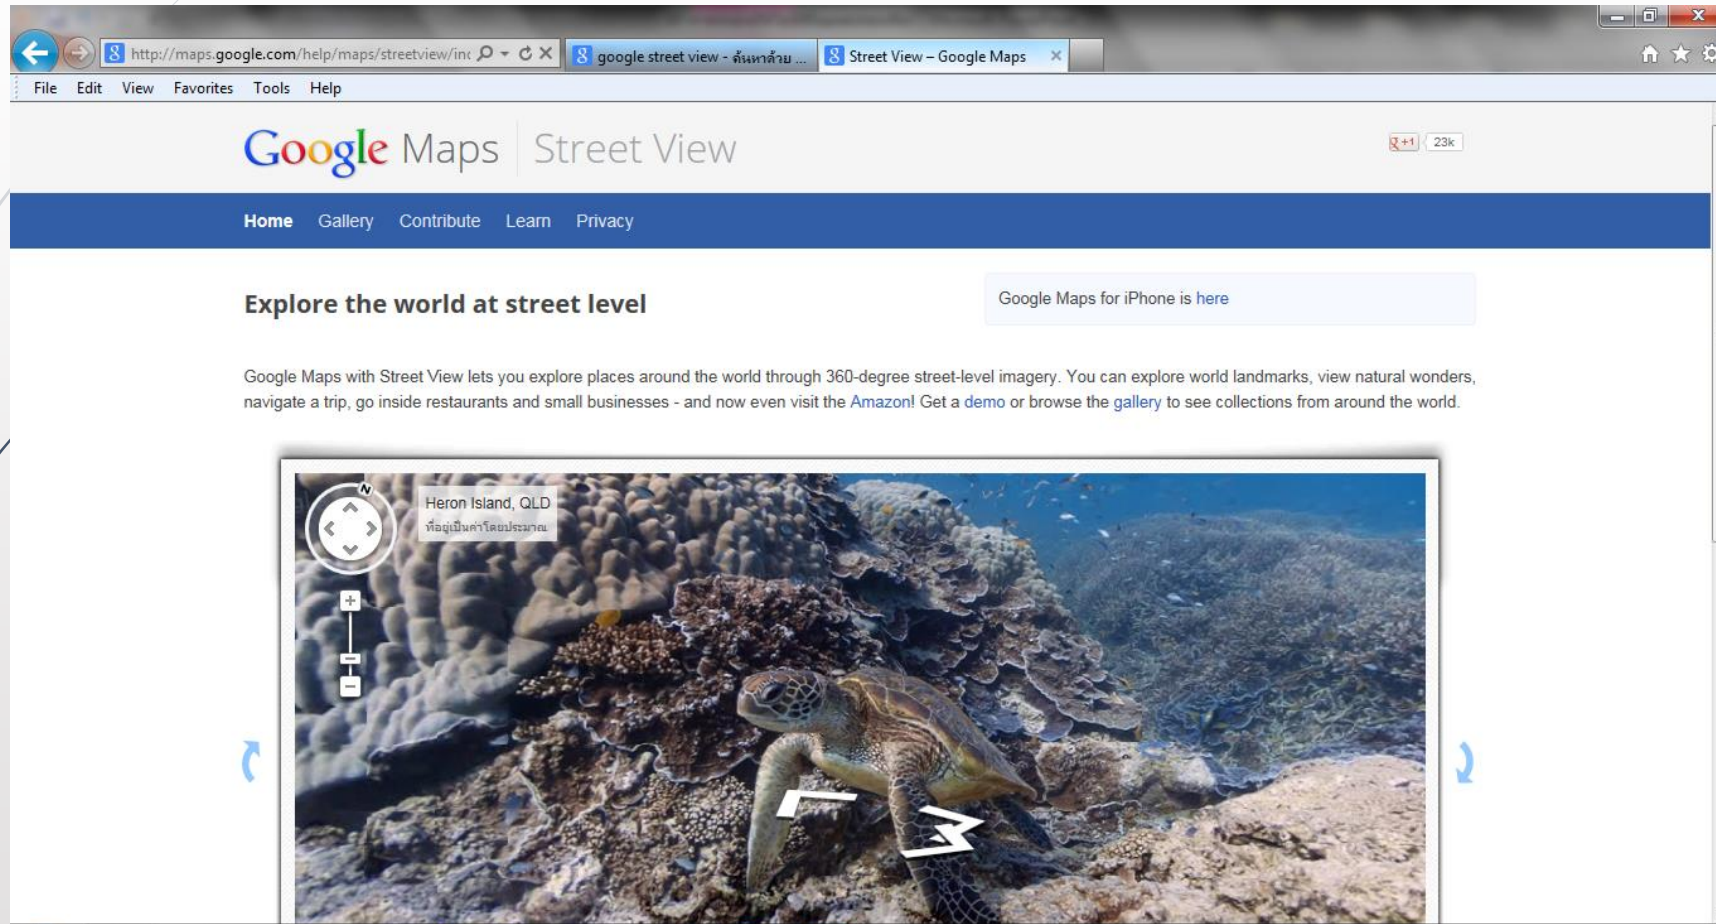 http://maps.google.com/help/maps/streetview/inc
google street view - ค้นหาด้วย ...
Street View – Google Maps
File Edit View Favorites Tools Help
Google Maps Street View
g+1 23k
Home Gallery Contribute Learn Privacy
Explore the world at street level
Google Maps for iPhone is here
Google Maps with Street View lets you explore places around the world through 360-degree street-level imagery. You can explore world landmarks, view natural wonders,
navigate a trip, go inside restaurants and small businesses - and now even visit the Amazon! Get a demo or browse the gallery to see collections from around the world.
N
Heron Island, QLD
ที่อยู่เป็นค่าโดยประมาณ